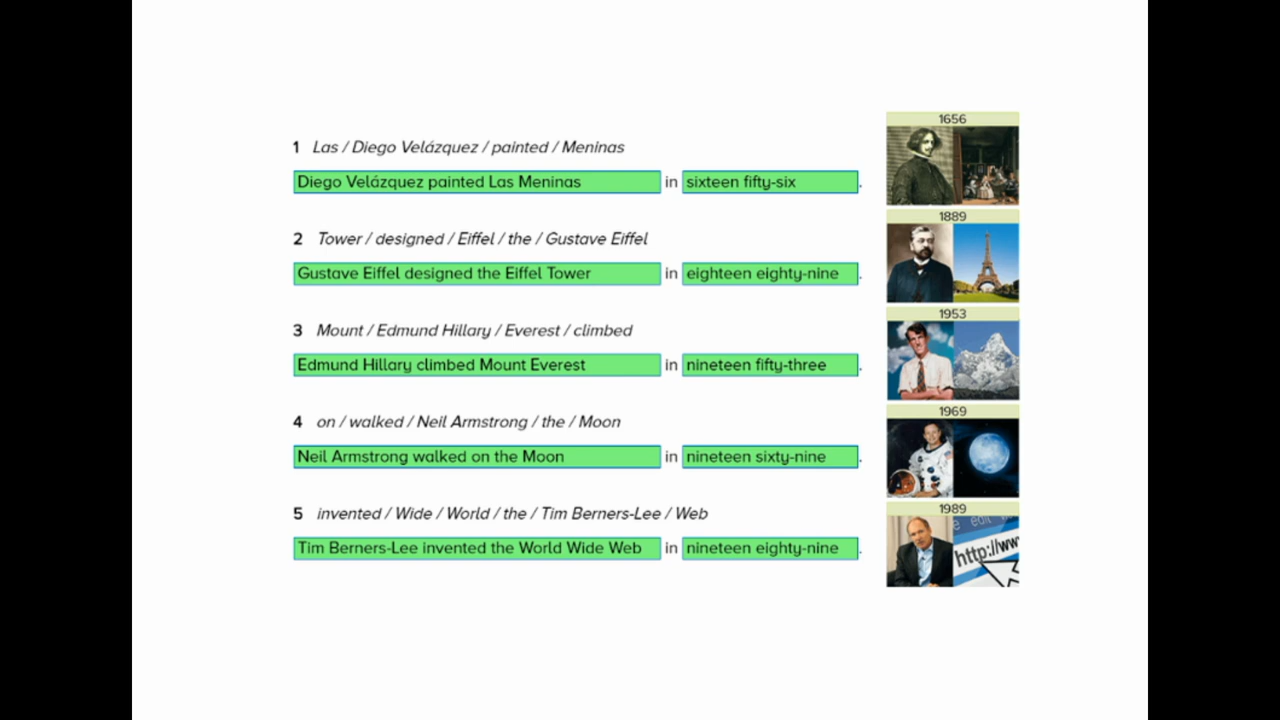 1 Las / Diego Velázquez / painted / Meninas
Diego Velázquez painted Las Meninas in sixteen fifty-six.
2 Tower / designed / Eiffel / the / Gustave Eiffel
Gustave Eiffel designed the Eiffel Tower in eighteen eighty-nine.
3 Mount / Edmund Hillary / Everest / climbed
Edmund Hillary climbed Mount Everest in nineteen fifty-three.
4 on / walked / Neil Armstrong / the / Moon
Neil Armstrong walked on the Moon in nineteen sixty-nine.
5 invented / Wide / World / the / Tim Berners-Lee / Web
Tim Berners-Lee invented the World Wide Web in nineteen eighty-nine.
1656
1889
1953
1969
1989
edit
http://ww